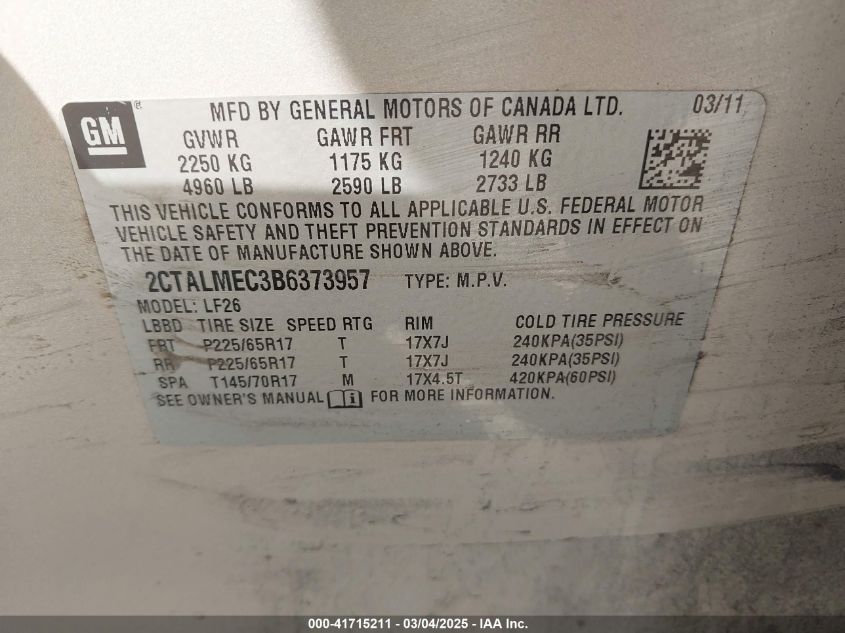 GM ® MFD BY GENERAL MOTORS OF CANADA LTD. 03/11
GVWR GAWR FRT GAWR RR
2250 KG 1175 KG 1240 KG
4960 LB 2590 LB 2733 LB
THIS VEHICLE CONFORMS TO ALL APPLICABLE U.S. FEDERAL MOTOR
VEHICLE SAFETY AND THEFT PREVENTION STANDARDS IN EFFECT ON
THE DATE OF MANUFACTURE SHOWN ABOVE.
2CTALMEC3B6373957 TYPE: M.P.V.
MODEL: LF26
LBBD TIRE SIZE SPEED RTG RIM COLD TIRE PRESSURE
FRT P225/65R17 T 17X7J 240KPA(35PSI)
RR P225/65R17 T 17X7J 240KPA(35PSI)
SPA T145/70R17 M 17X4.5T 420KPA(60PSI)
SEE OWNER'S MANUAL i FOR MORE INFORMATION.
000-41715211 - 03/04/2025 - IAA Inc.